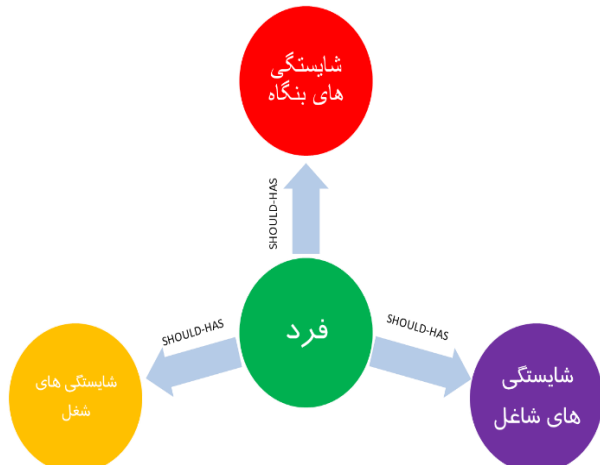 شایستگی
های بنگاه
SHOULD-HAS
فرد
SHOULD-HAS
SHOULD-HAS
شایستگی
های شاغل
شایستگی های
شغل